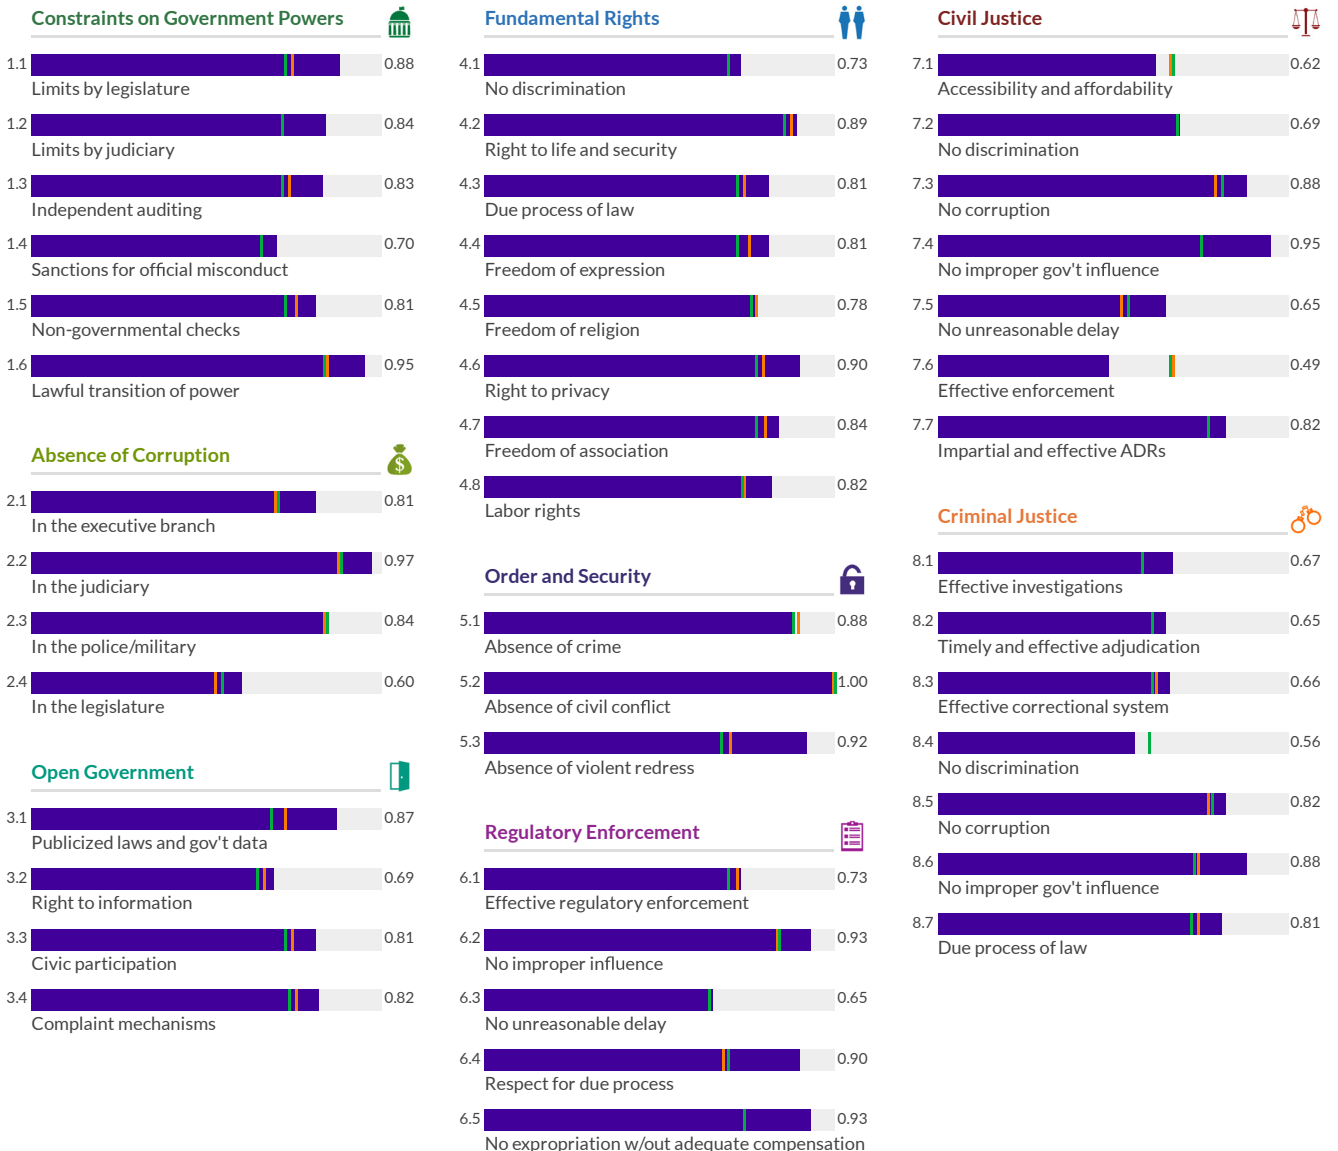 Constraints on Government Powers
1.1 0.88
Limits by legislature
1.2 0.84
Limits by judiciary
1.3 0.83
Independent auditing
1.4 0.70
Sanctions for official misconduct
1.5 0.81
Non-governmental checks
1.6 0.95
Lawful transition of power
Absence of Corruption
$
2.1 0.81
In the executive branch
2.2 0.97
In the judiciary
2.3 0.84
In the police/military
2.4 0.60
In the legislature
Open Government
3.1 0.87
Publicized laws and gov't data
3.2 0.69
Right to information
3.3 0.81
Civic participation
3.4 0.82
Complaint mechanisms
Fundamental Rights
4.1 0.73
No discrimination
4.2 0.89
Right to life and security
4.3 0.81
Due process of law
4.4 0.81
Freedom of expression
4.5 0.78
Freedom of religion
4.6 0.90
Right to privacy
4.7 0.84
Freedom of association
4.8 0.82
Labor rights
Order and Security
5.1 0.88
Absence of crime
5.2 1.00
Absence of civil conflict
5.3 0.92
Absence of violent redress
Regulatory Enforcement
6.1 0.73
Effective regulatory enforcement
6.2 0.93
No improper influence
6.3 0.65
No unreasonable delay
6.4 0.90
Respect for due process
6.5 0.93
No expropriation w/out adequate compensation
Civil Justice
7.1 0.62
Accessibility and affordability
7.2 0.69
No discrimination
7.3 0.88
No corruption
7.4 0.95
No improper gov't influence
7.5 0.65
No unreasonable delay
7.6 0.49
Effective enforcement
7.7 0.82
Impartial and effective ADRs
Criminal Justice
8.1 0.67
Effective investigations
8.2 0.65
Timely and effective adjudication
8.3 0.66
Effective correctional system
8.4 0.56
No discrimination
8.5 0.82
No corruption
8.6 0.88
No improper gov't influence
8.7 0.81
Due process of law